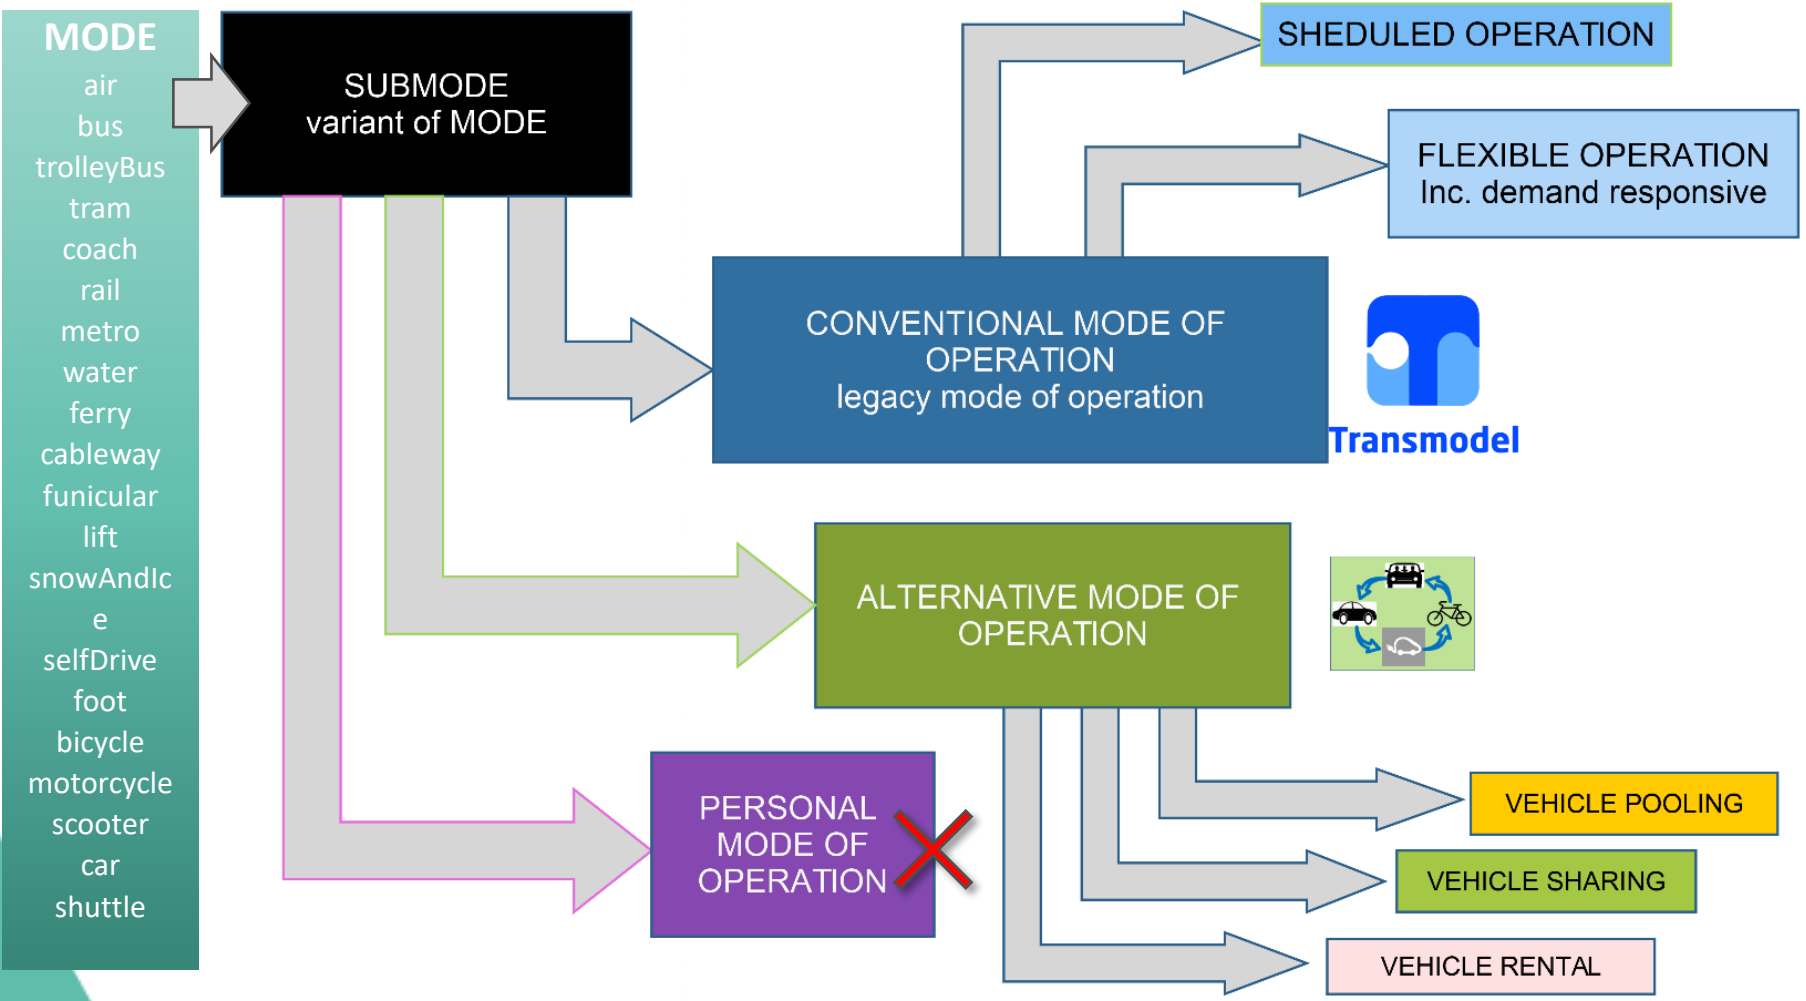 MODE
air
bus
trolleyBus
tram
coach
rail
metro
water
ferry
cableway
funicular
lift
snowAndIc
e
selfDrive
foot
bicycle
motorcycle
scooter
car
shuttle
SUBMODE
variant of MODE
SHEDULED OPERATION
FLEXIBLE OPERATION
Inc. demand responsive
CONVENTIONAL MODE OF
OPERATION
legacy mode of operation
Transmodel
ALTERNATIVE MODE OF
OPERATION
PERSONAL
MODE OF
OPERATION
VEHICLE POOLING
VEHICLE SHARING
VEHICLE RENTAL